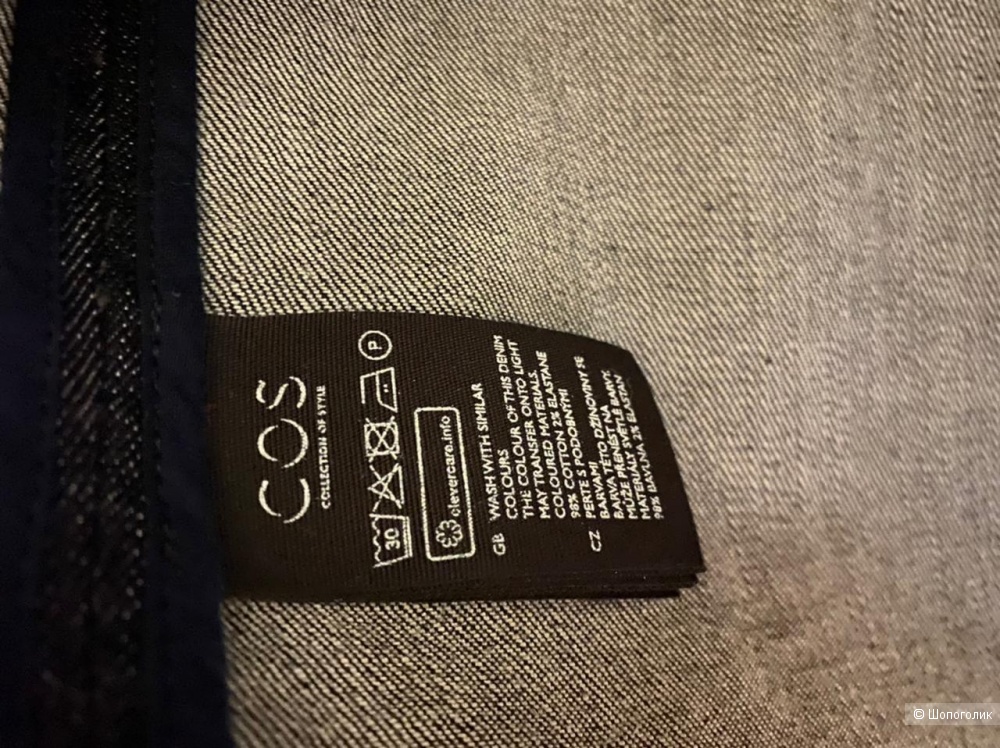 COS
COLLECTION OF STYLE
30 P
clevercare.info
GB WASH WITH SIMILAR
COLOURS
THE COLOUR OF THIS DENIM
MAY TRANSFER ONTO LIGHT
COLOURED MATERIALS.
98% COTTON 2% ELASTANE
CZ PERTE S PODOBNÝMI
BARVAMI
BARVA TÉTO DŽÍNOVINY SE
MŮŽE PŘENÉST NA
SVĚTLÉ BARVY.
MATERIÁLY.
98% BAVLNA 2% ELASTAN
© Шопоголик